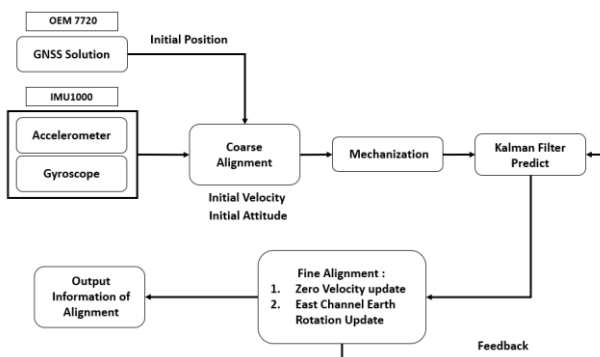 OEM 7720
GNSS Solution
Initial Position
IMU1000
Accelerometer
Gyroscope
Coarse
Alignment
Mechanization
Kalman Filter
Predict
Initial Velocity
Initial Attitude
Output
Information of
Alignment
Fine Alignment :
1. Zero Velocity update
2. East Channel Earth
Rotation Update
Feedback